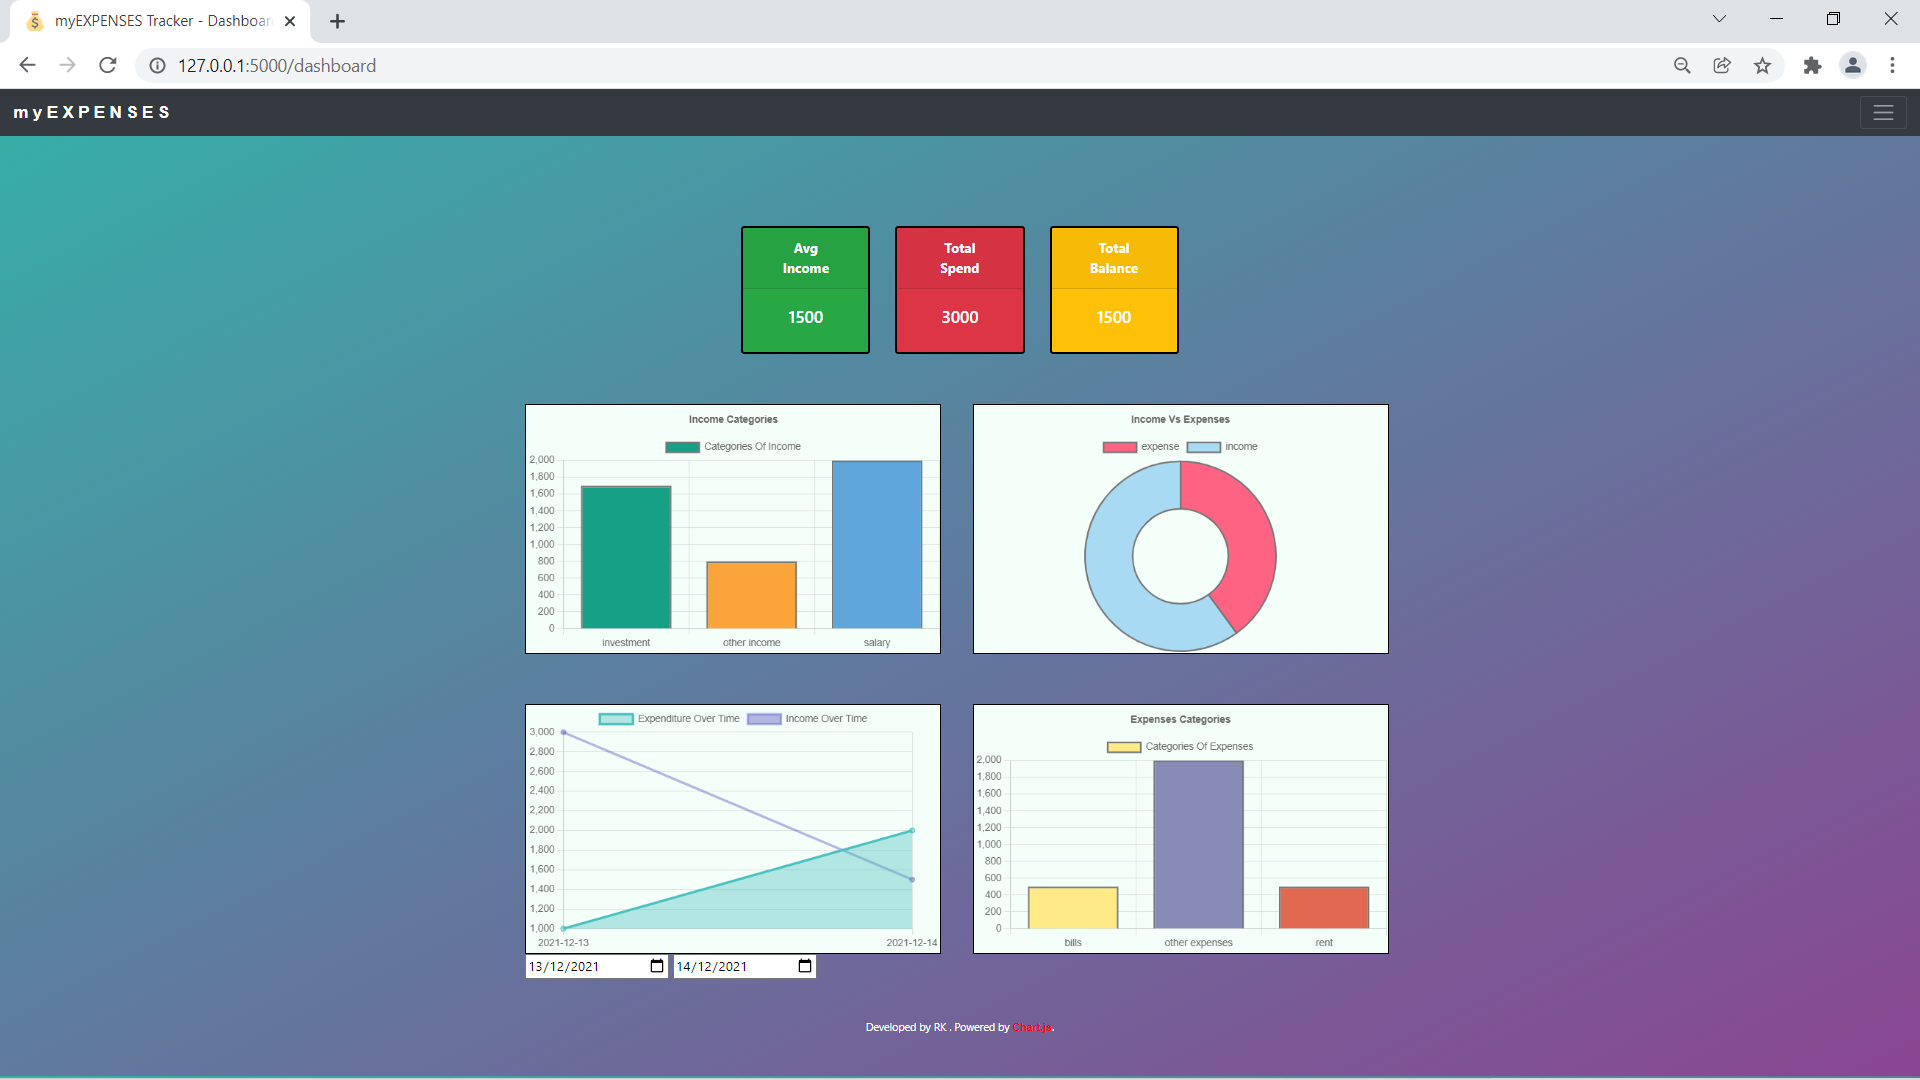 myEXPENSES Tracker - Dashboar
127.0.0.1:5000/dashboard
myEXPENSES
Avg
Income
1500
Total
Spend
3000
Total
Balance
1500
Income Categories
Categories Of Income
2,000
1,800
1,600
1,400
1,200
1,000
800
600
400
200
0
investment other income salary
Income Vs Expenses
expense income
Expenditure Over Time Income Over Time
3,000
2,800
2,600
2,400
2,200
2,000
1,800
1,600
1,400
1,200
1,000
2021-12-13 2021-12-14
13/12/2021 14/12/2021
Expenses Categories
Categories Of Expenses
2,000
1,800
1,600
1,400
1,200
1,000
800
600
400
200
0
bills other expenses rent
Developed by RK . Powered by Chart.js.